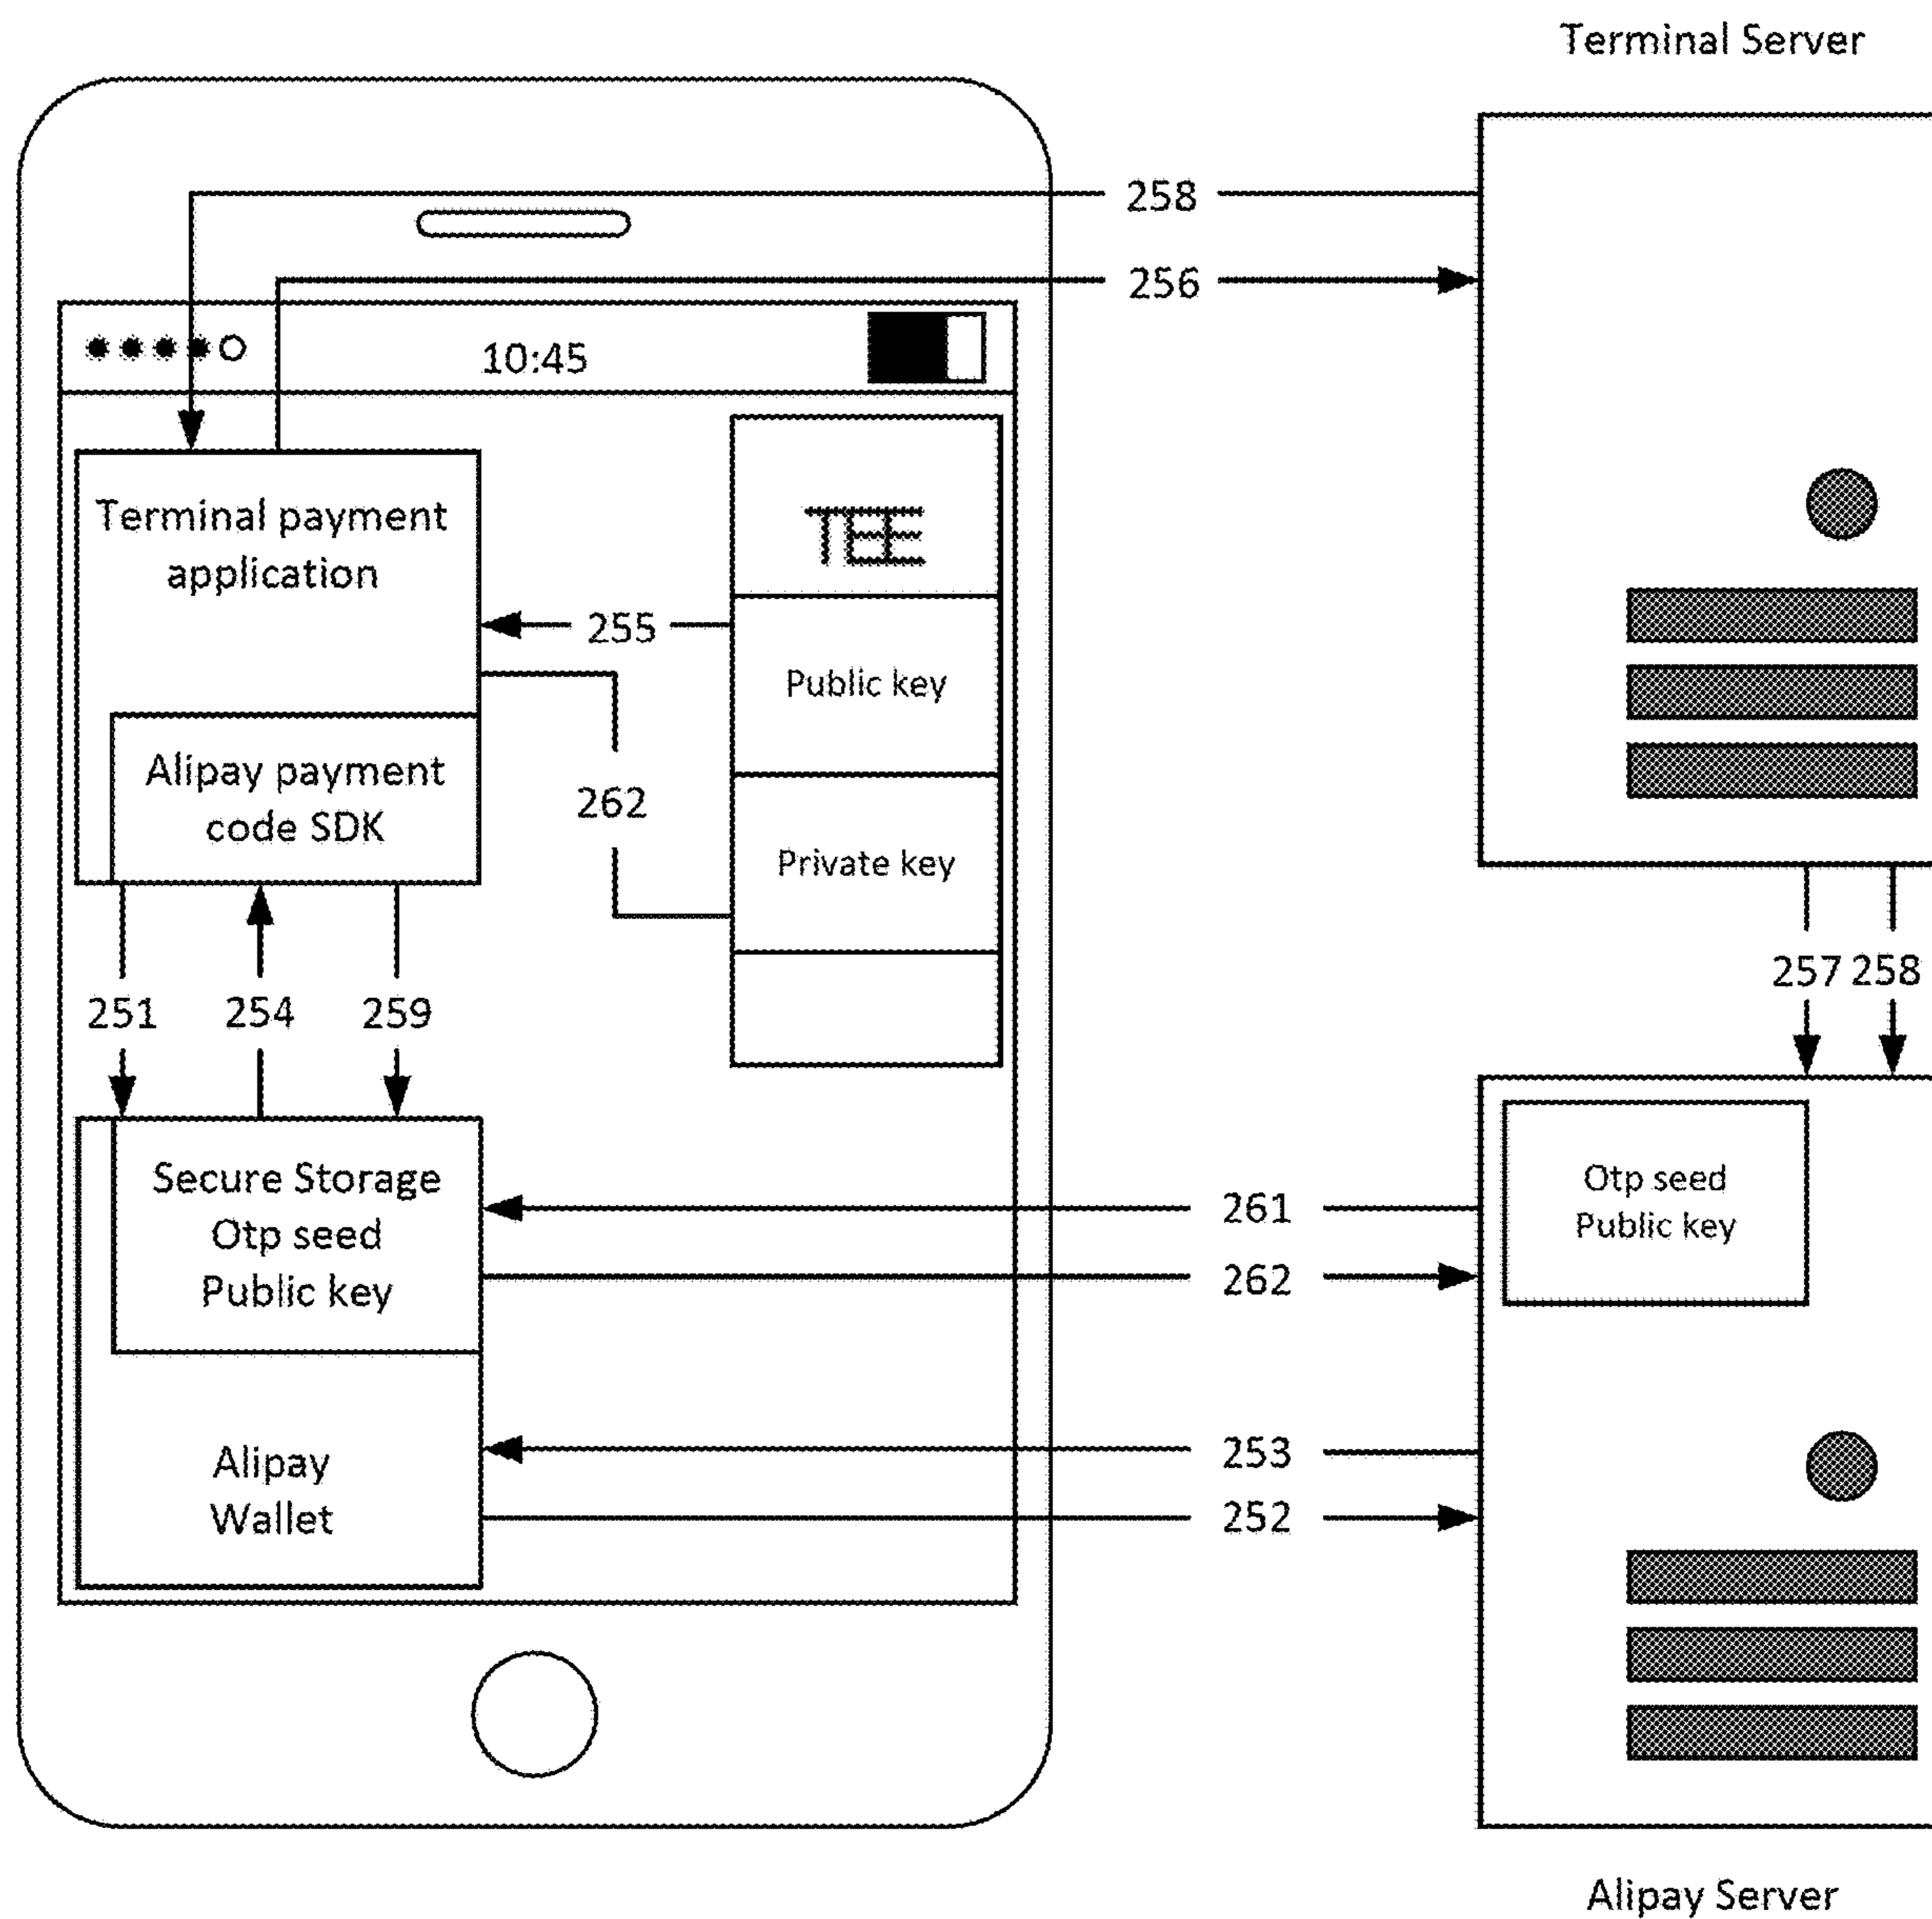 Terminal Server
258
256
10:45
Terminal payment
application
TEE
255
Public key
Alipay payment
code SDK
262
Private key
251
254
259
257
258
Secure Storage
Otp seed
Public key
261
262
Otp seed
Public key
Alipay
Wallet
253
252
Alipay Server